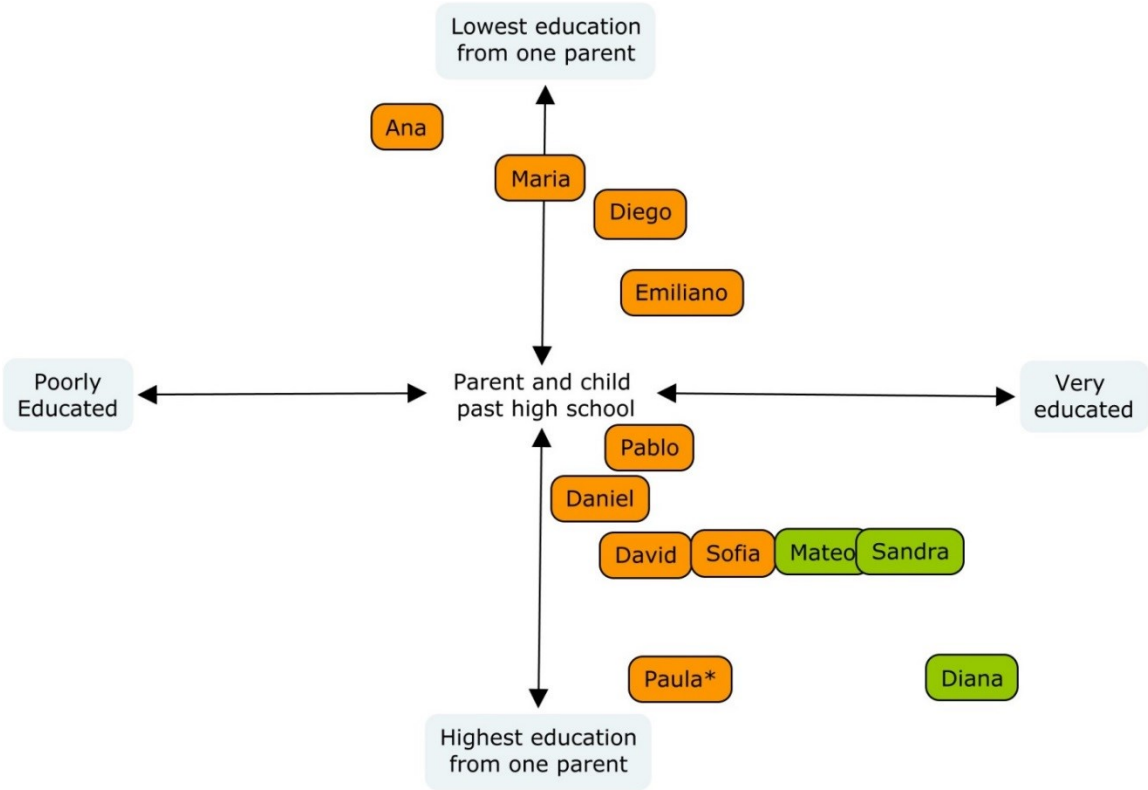 Lowest education
from one parent
Ana
Maria
Diego
Emiliano
Poorly
Educated
Parent and child
past high school
Very
educated
Pablo
Daniel
David
Sofia
Mateo
Sandra
Paula*
Diana
Highest education
from one parent